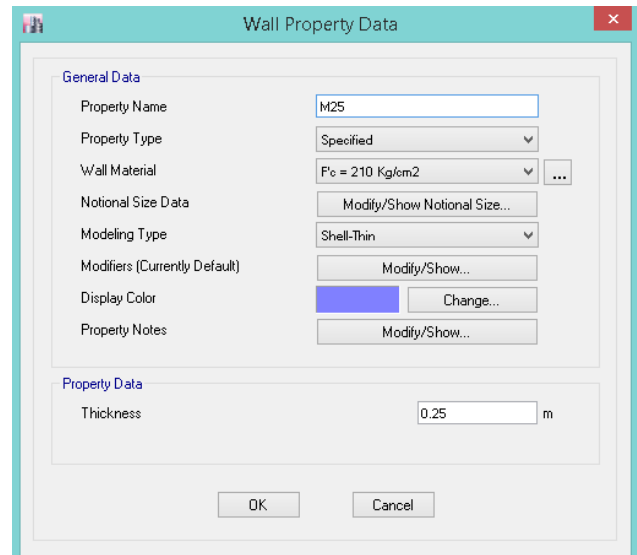 Wall Property Data
General Data
Property Name M25
Property Type Specified
Wall Material F'c = 210 Kg/cm2 ...
Notional Size Data Modify/Show Notional Size...
Modeling Type Shell-Thin
Modifiers (Currently Default) Modify/Show...
Display Color Change...
Property Notes Modify/Show...
Property Data
Thickness 0.25 m
OK Cancel